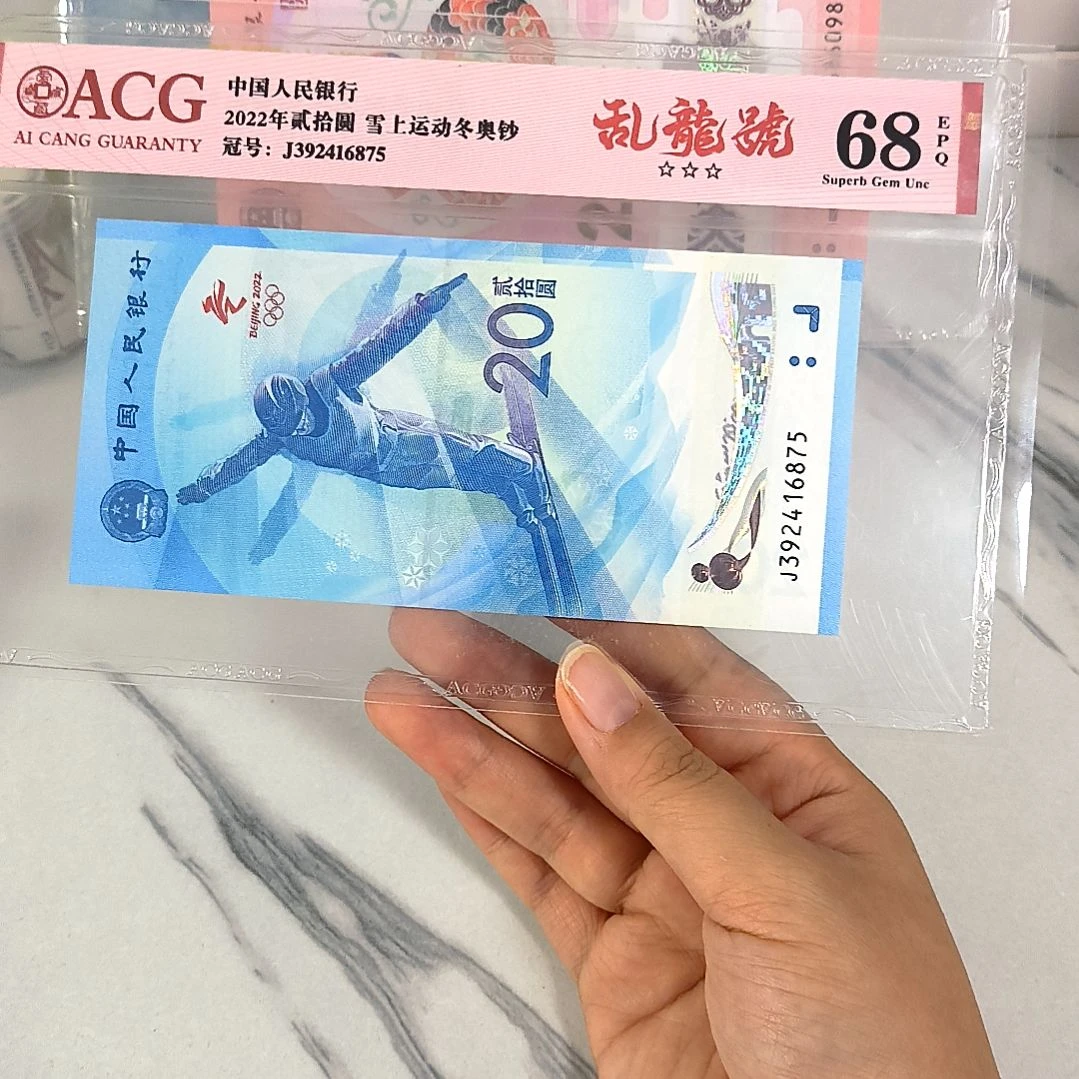 ACG
AI CANG GUARANTY
中国人民银行
2022年贰拾圆 雪上运动冬奥钞
冠号: J392416875
乱龍號
☆☆☆
68
EPQ
Superb Gem Unc
中国人民银行
BEIJING 2022
贰拾圆
20
J392416875